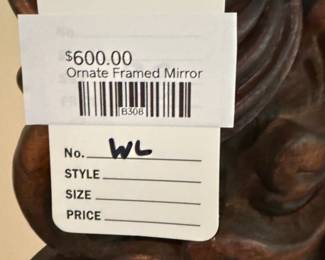 $600.00
Ornate Framed Mirror
B308
No. WL
STYLE
SIZE
PRICE